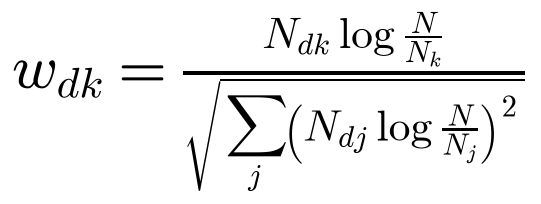 w_{dk} = \frac{N_{dk} \log \frac{N}{N_k}}{\sqrt{\sum_j \left( N_{dj} \log \frac{N}{N_j} \right)^2}}